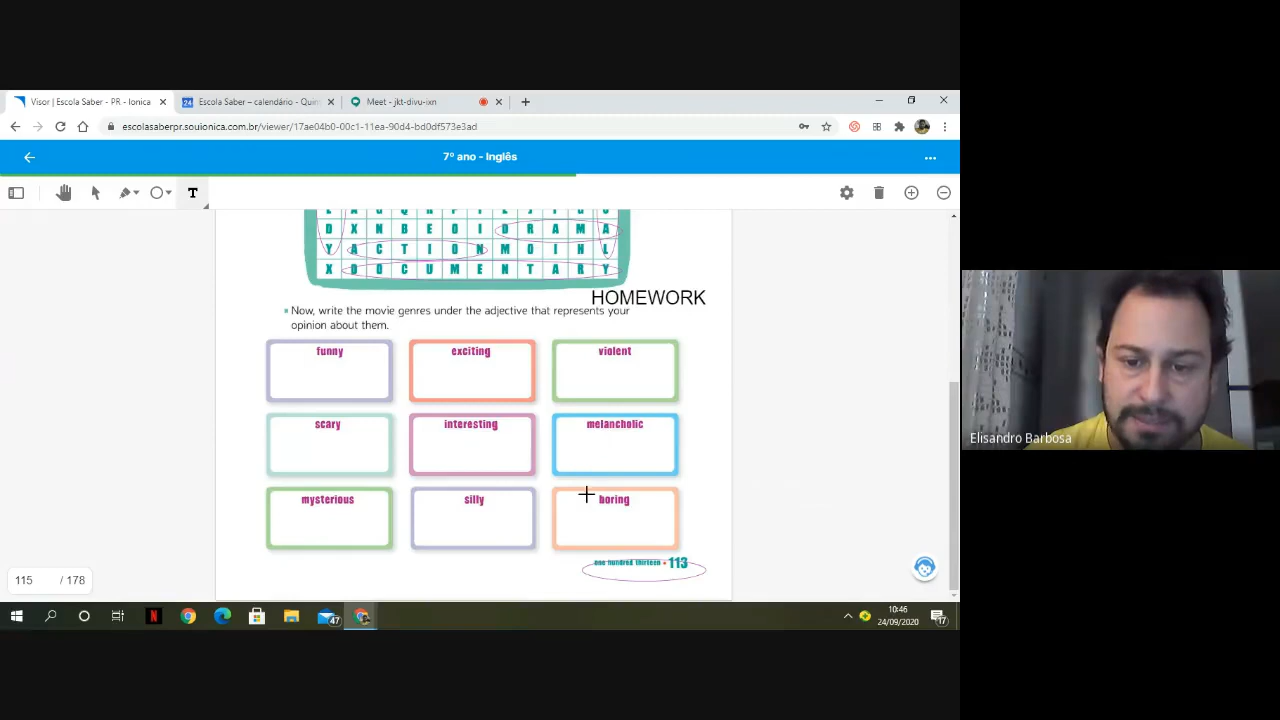 Visor | Escola Saber - PR - Ionica
Escola Saber – calendário - Quin
Meet - jkt-divu-ixn
escolasaberpr.souionica.com.br/viewer/17ae04b0-00c1-11ea-90d4-bd0df573e3ad
7º ano - Inglês
T
D X N B E O I D R A M A
Y A C T I O N M O I H L
X D O C U M E N T A R Y
HOMEWORK
Now, write the movie genres under the adjective that represents your
opinion about them.
funny exciting violent
scary interesting melancholic
mysterious silly boring
one hundred thirteen • 113
115 / 178
Elisandro Barbosa
47
10:46
24/09/2020
17